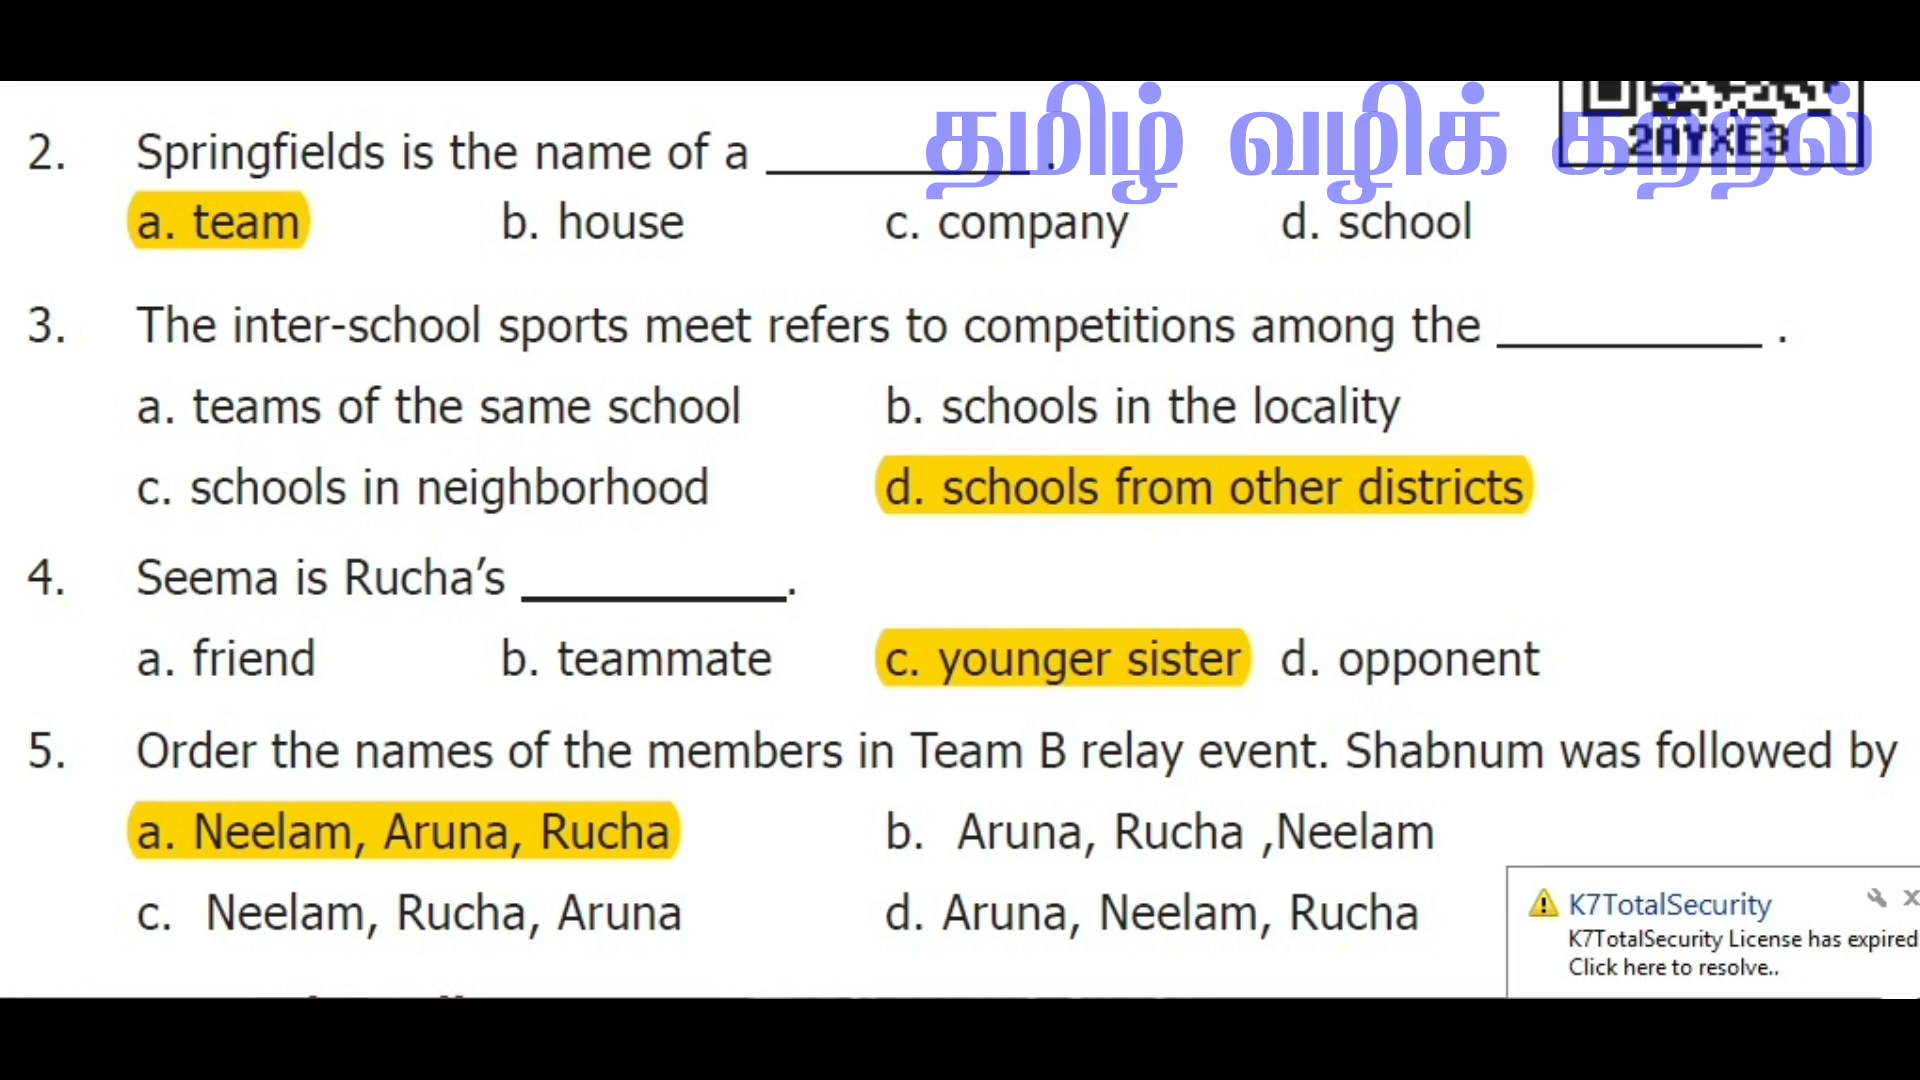 தமிழ் வழிக் கற்றல்
2AYXE3
2. Springfields is the name of a __________ .
a. team b. house c. company d. school
3. The inter-school sports meet refers to competitions among the __________ .
a. teams of the same school b. schools in the locality
c. schools in neighborhood d. schools from other districts
4. Seema is Rucha’s __________.
a. friend b. teammate c. younger sister d. opponent
5. Order the names of the members in Team B relay event. Shabnum was followed by
a. Neelam, Aruna, Rucha b. Aruna, Rucha ,Neelam
c. Neelam, Rucha, Aruna d. Aruna, Neelam, Rucha
K7TotalSecurity
K7TotalSecurity License has expired
Click here to resolve..